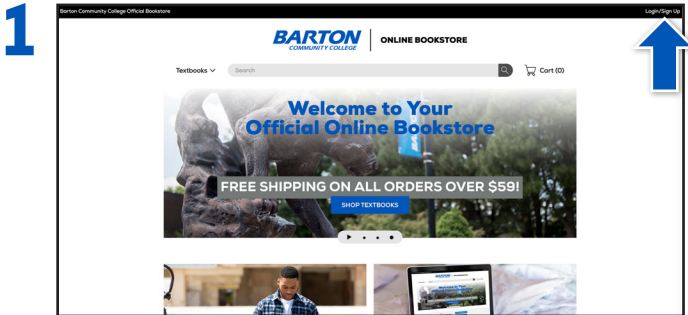 1
Barton Community College Official Bookstore
Login/Sign Up
BARTON
COMMUNITY COLLEGE
ONLINE BOOKSTORE
Textbooks
Search
Cart (0)
Welcome to Your
Official Online Bookstore
FREE SHIPPING ON ALL ORDERS OVER $59!
SHOP TEXTBOOKS